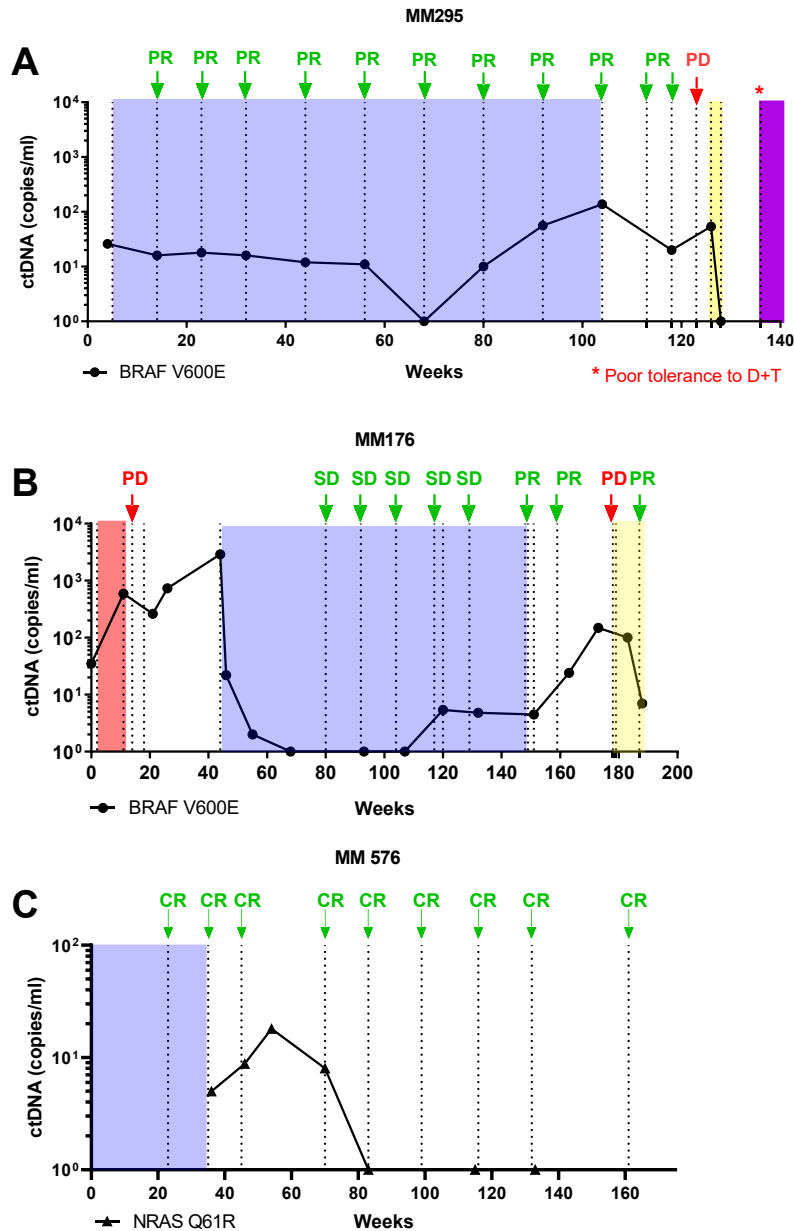 MM295
A
PR PR PR PR PR PR PR PR PR PR PD
*
10⁴
10³
10²
10¹
10⁰
ctDNA (copies/ml)
0 20 40 60 80 100 120 140
BRAF V600E
Weeks
* Poor tolerance to D+T
MM176
B
PD SD SD SD SD SD PR PR PD PR
10⁴
10³
10²
10¹
10⁰
ctDNA (copies/ml)
0 20 40 60 80 100 120 140 160 180 200
BRAF V600E
Weeks
MM 576
C
CR CR CR CR CR CR CR CR CR
10²
10¹
10⁰
ctDNA (copies/ml)
0 20 40 60 80 100 120 140 160
NRAS Q61R
Weeks